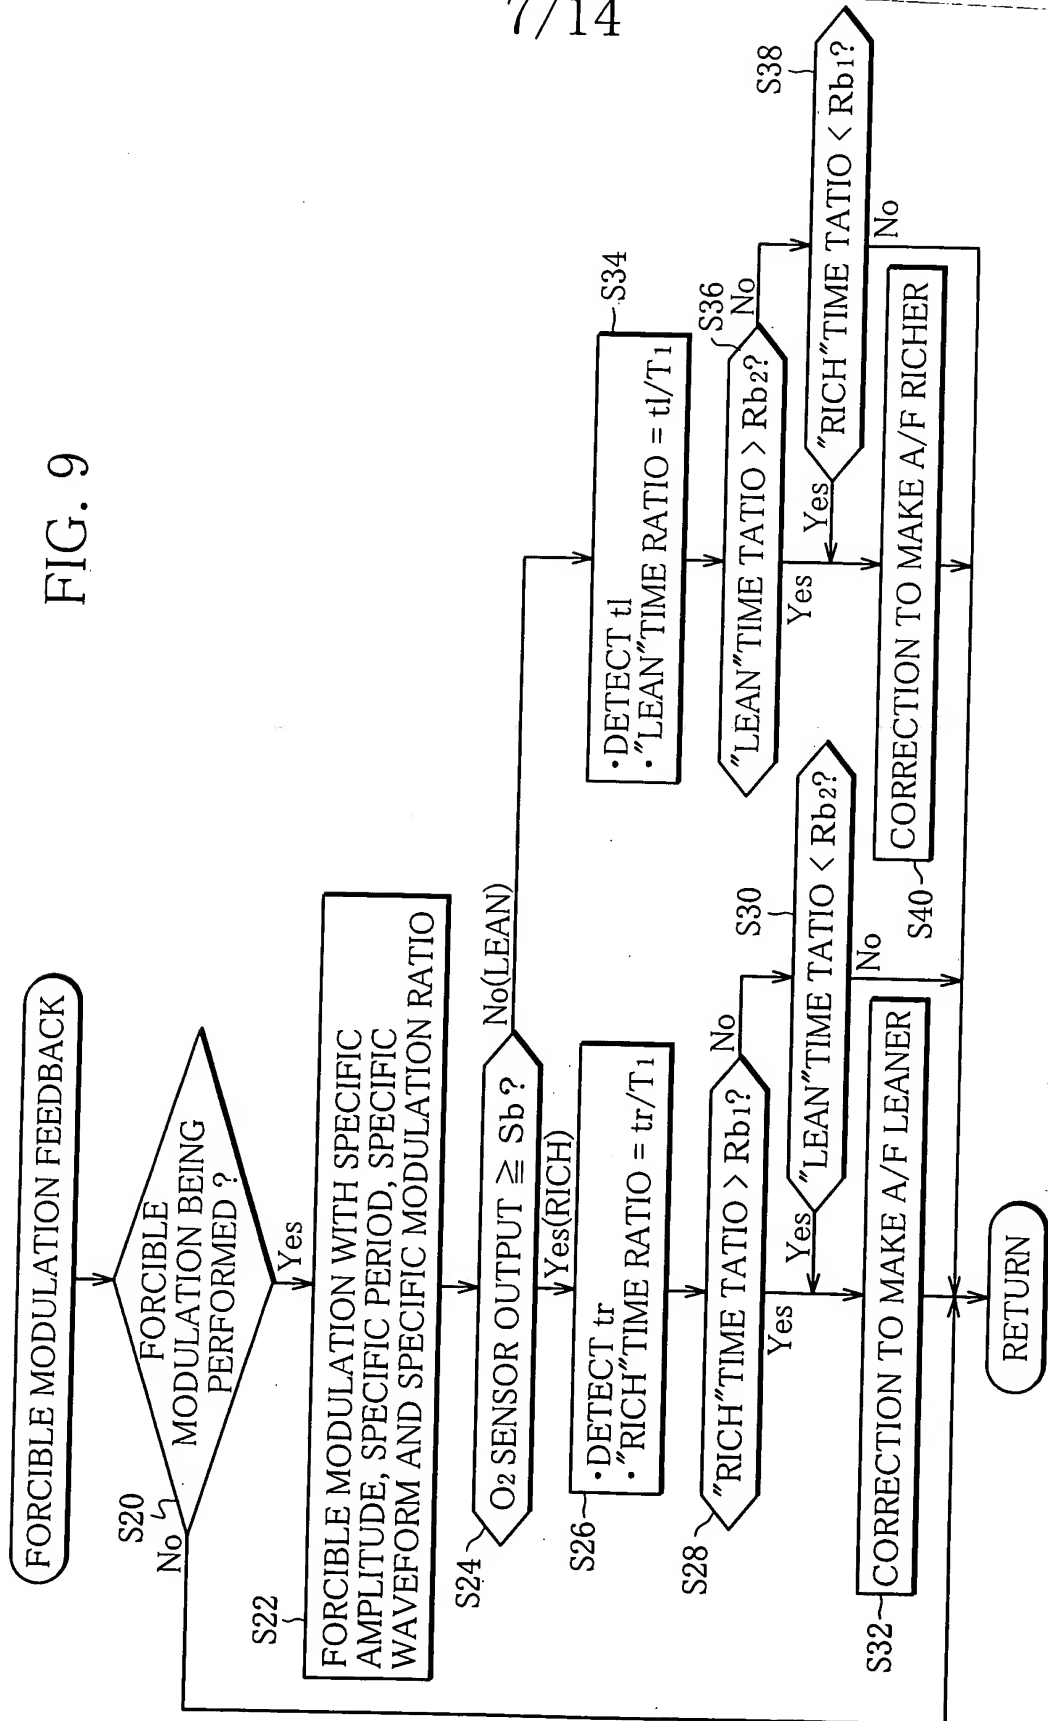 7/14
FIG. 9
FORCIBLE MODULATION FEEDBACK
S20
FORCIBLE
MODULATION BEING
PERFORMED ?
No
Yes
S22
FORCIBLE MODULATION WITH SPECIFIC
AMPLITUDE, SPECIFIC PERIOD, SPECIFIC
WAVEFORM AND SPECIFIC MODULATION RATIO
S24
O2 SENSOR OUTPUT ≧ Sb ?
No(LEAN)
Yes(RICH)
S26
・DETECT tr
・"RICH"TIME RATIO = tr/T1
S28
"RICH"TIME TATIO > Rb1?
No
Yes
S30
"LEAN"TIME TATIO < Rb2?
Yes
No
S32
CORRECTION TO MAKE A/F LEANER
S34
・DETECT tl
・"LEAN"TIME RATIO = tl/T1
S36
"LEAN"TIME TATIO > Rb2?
No
Yes
S38
"RICH"TIME TATIO < Rb1?
Yes
No
S40
CORRECTION TO MAKE A/F RICHER
RETURN